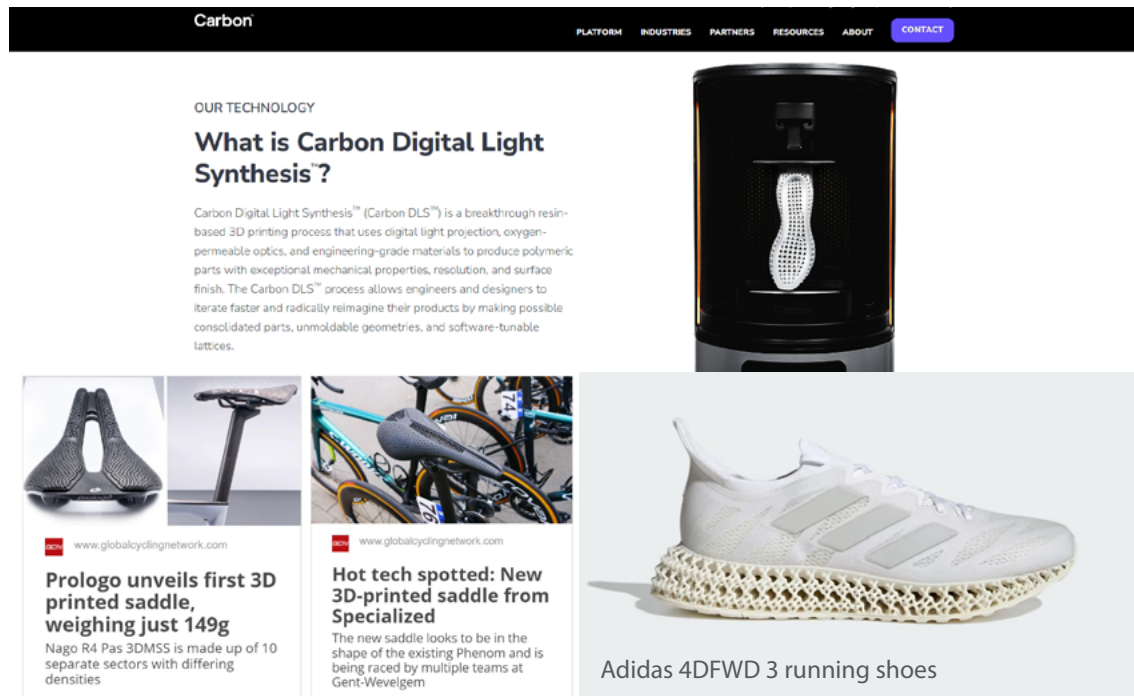 Carbon®
PLATFORM INDUSTRIES PARTNERS RESOURCES ABOUT CONTACT
OUR TECHNOLOGY
What is Carbon Digital Light
Synthesis™?
Carbon Digital Light Synthesis™ (Carbon DLS™) is a breakthrough resin-
based 3D printing process that uses digital light projection, oxygen-
permeable optics, and engineering-grade materials to produce polymeric
parts with exceptional mechanical properties, resolution, and surface
finish. The Carbon DLS™ process allows engineers and designers to
iterate faster and radically reimagine their products by making possible
consolidated parts, unmoldable geometries, and software-tunable
lattices.
Carbon
GCN www.globalcyclingnetwork.com
Prologo unveils first 3D
printed saddle,
weighing just 149g
Nago R4 Pas 3DMSS is made up of 10
separate sectors with differing
densities
74
76
GCN www.globalcyclingnetwork.com
Hot tech spotted: New
3D-printed saddle from
Specialized
The new saddle looks to be in the
shape of the existing Phenom and is
being raced by multiple teams at
Gent-Wevelgem
Adidas 4DFWD 3 running shoes